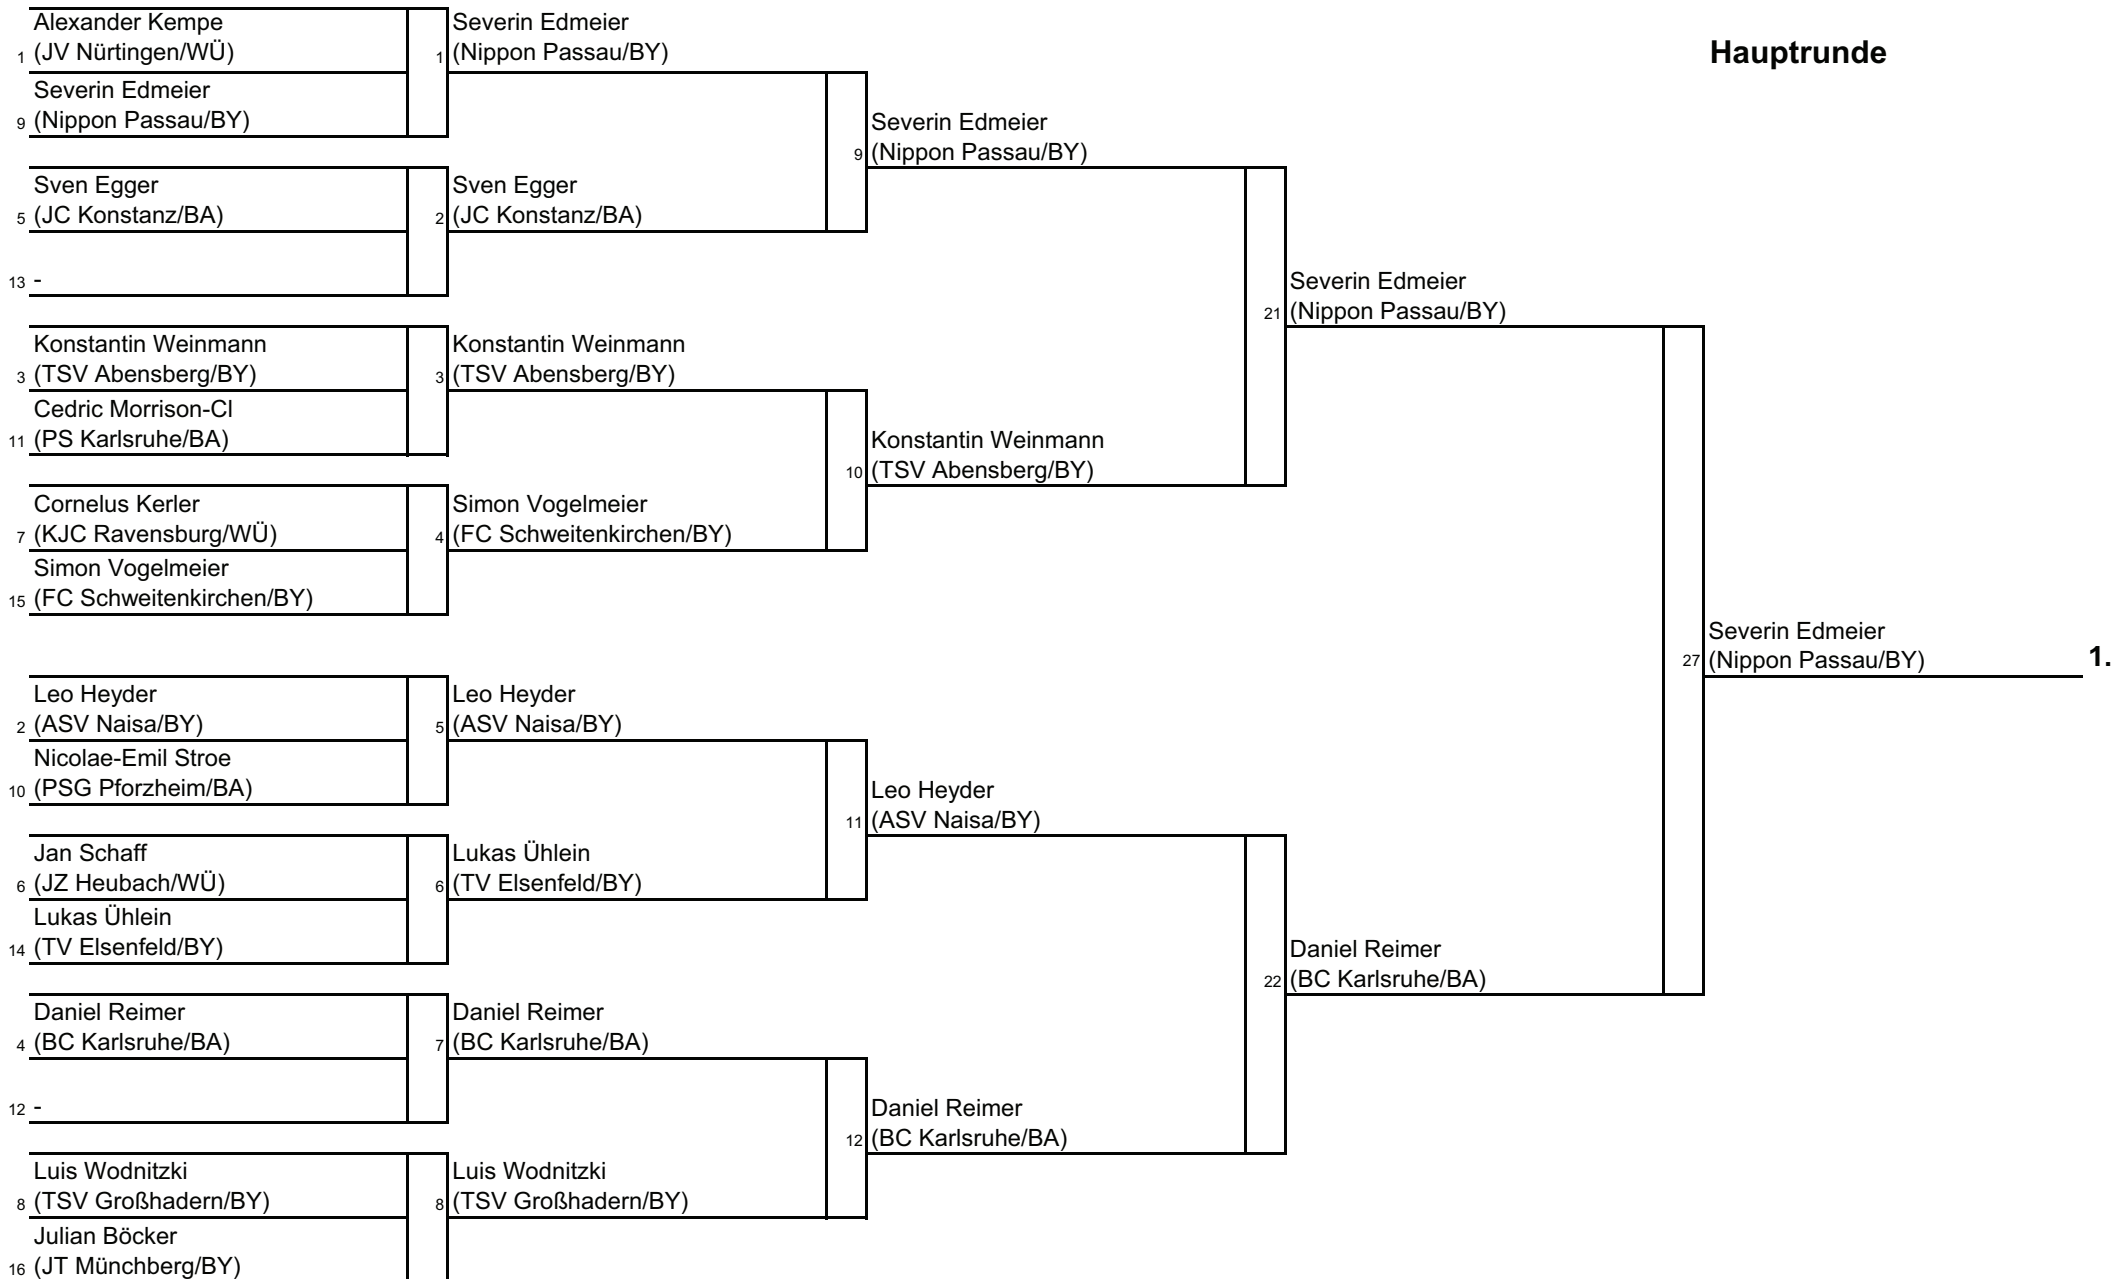 Hauptrunde
Alexander Kempe
1 (JV Nürtingen/WÜ)
Severin Edmeier
9 (Nippon Passau/BY)
Sven Egger
5 (JC Konstanz/BA)
13 -
Konstantin Weinmann
3 (TSV Abensberg/BY)
Cedric Morrison-Cl
11 (PS Karlsruhe/BA)
Cornelus Kerler
7 (KJC Ravensburg/WÜ)
Simon Vogelmeier
15 (FC Schweitenkirchen/BY)
Leo Heyder
2 (ASV Naisa/BY)
Nicolae-Emil Stroe
10 (PSG Pforzheim/BA)
Jan Schaff
6 (JZ Heubach/WÜ)
Lukas Ühlein
14 (TV Elsenfeld/BY)
Daniel Reimer
4 (BC Karlsruhe/BA)
12 -
Luis Wodnitzki
8 (TSV Großhadern/BY)
Julian Böcker
16 (JT Münchberg/BY)
Severin Edmeier
1 (Nippon Passau/BY)
Sven Egger
2 (JC Konstanz/BA)
Konstantin Weinmann
3 (TSV Abensberg/BY)
Simon Vogelmeier
4 (FC Schweitenkirchen/BY)
Leo Heyder
5 (ASV Naisa/BY)
Lukas Ühlein
6 (TV Elsenfeld/BY)
Daniel Reimer
7 (BC Karlsruhe/BA)
Luis Wodnitzki
8 (TSV Großhadern/BY)
Severin Edmeier
9 (Nippon Passau/BY)
Konstantin Weinmann
10 (TSV Abensberg/BY)
Leo Heyder
11 (ASV Naisa/BY)
Daniel Reimer
12 (BC Karlsruhe/BA)
Severin Edmeier
21 (Nippon Passau/BY)
Daniel Reimer
22 (BC Karlsruhe/BA)
Severin Edmeier
27 (Nippon Passau/BY) 1.